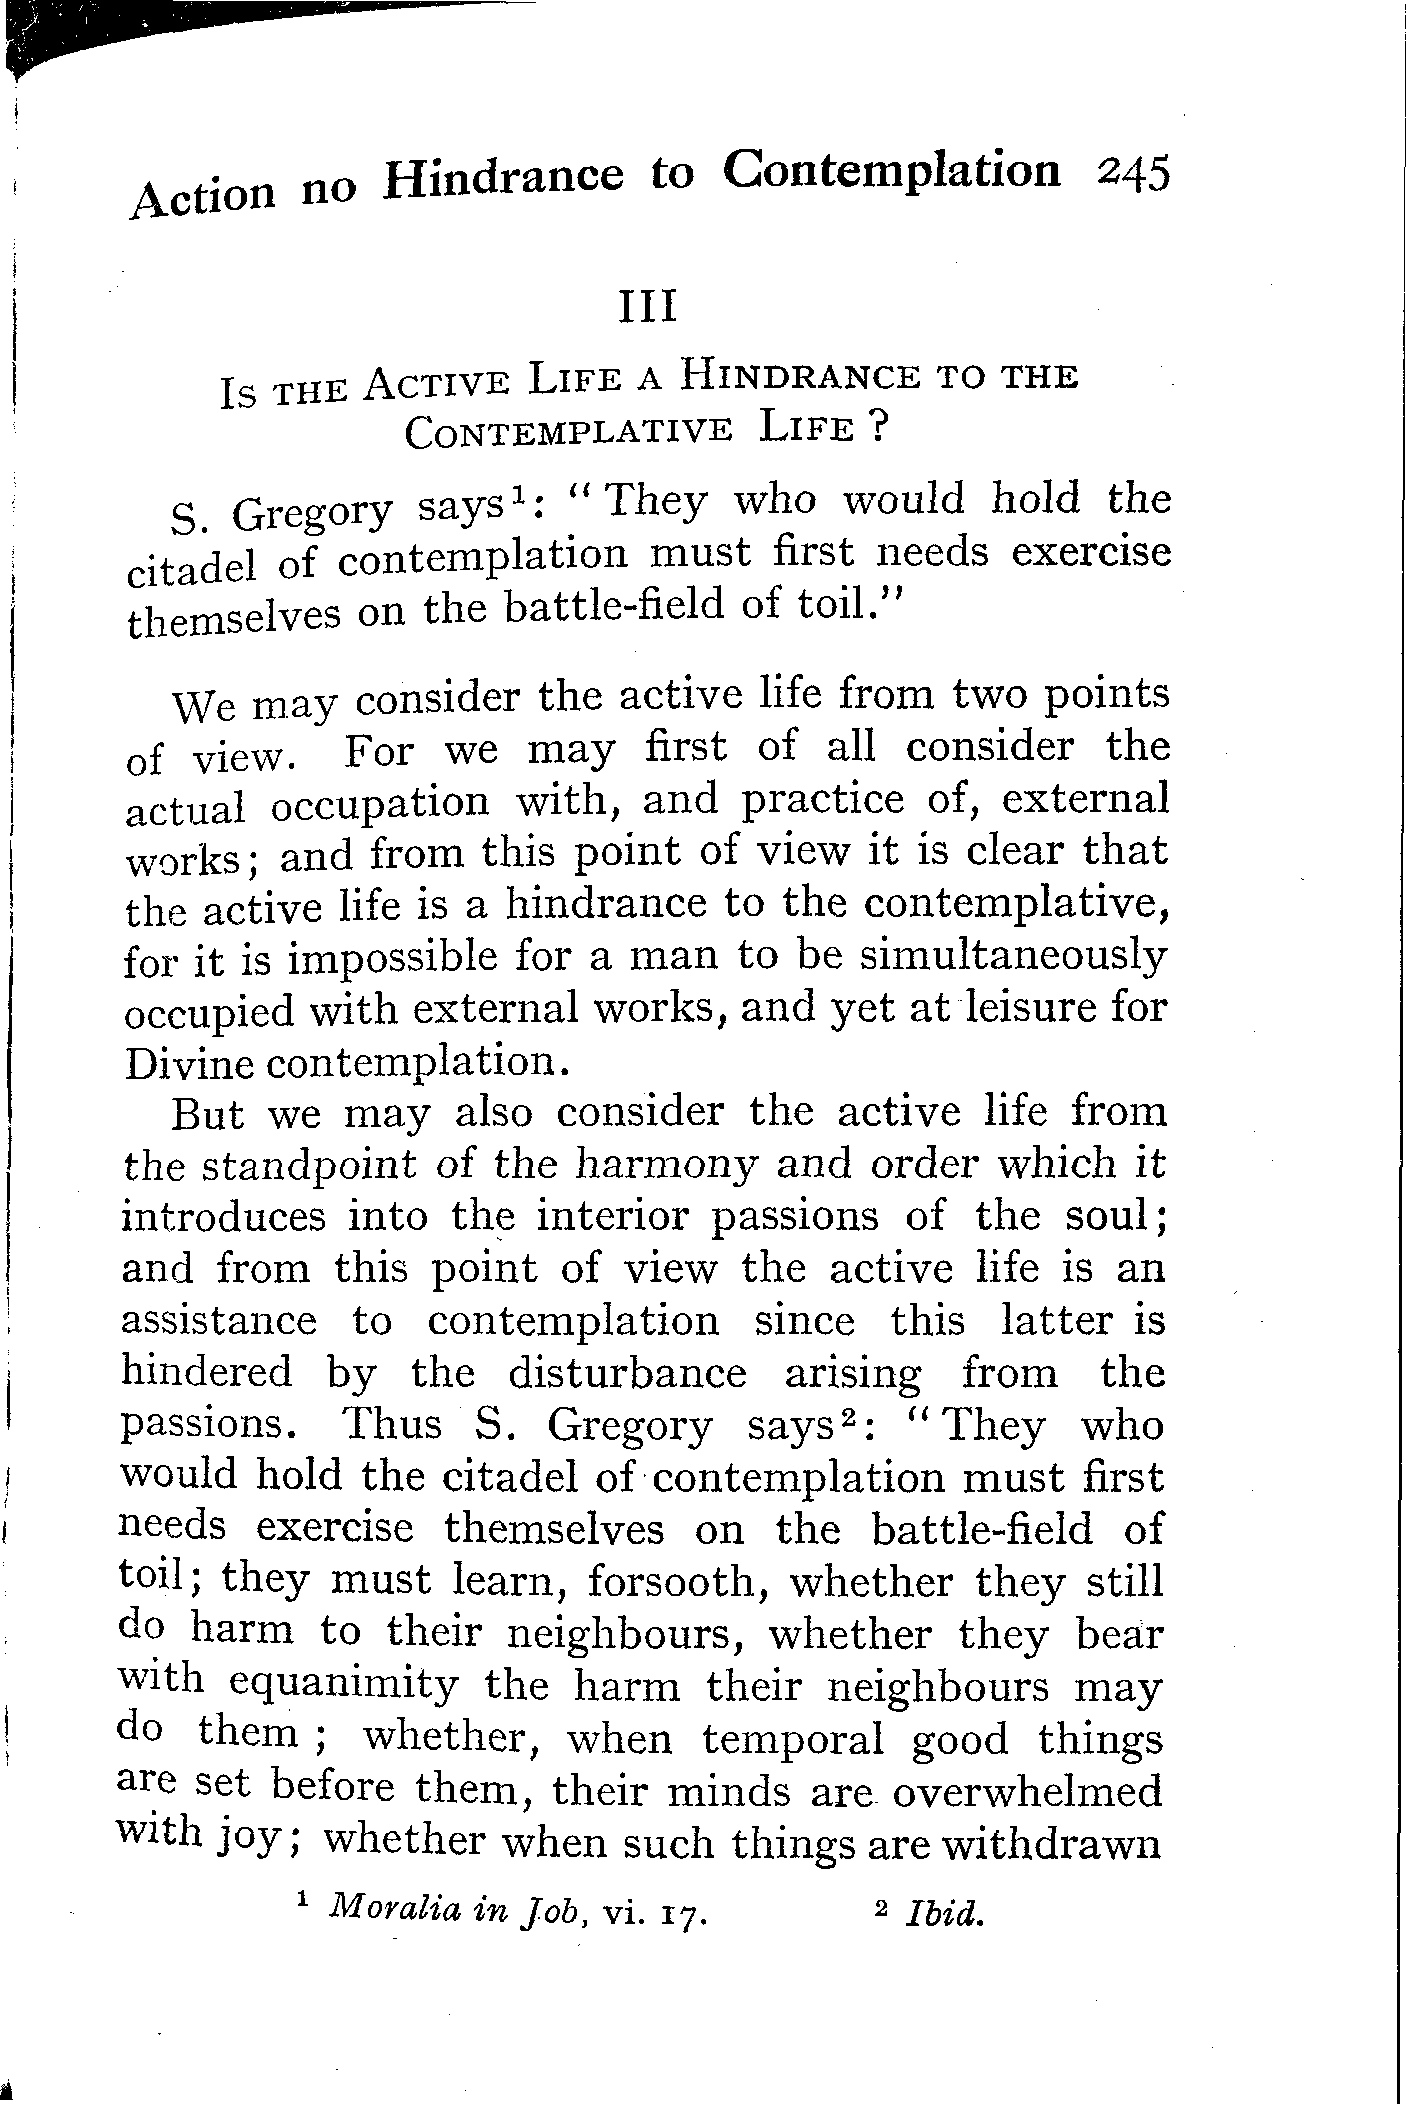 Action no Hindrance to Contemplation 245
III
Is the Active Life a Hindrance to the
Contemplative Life ?
S. Gregory says¹: “ They who would hold the
citadel of contemplation must first needs exercise
themselves on the battle-field of toil.”
We may consider the active life from two points
of view. For we may first of all consider the
actual occupation with, and practice of, external
works; and from this point of view it is clear that
the active life is a hindrance to the contemplative,
for it is impossible for a man to be simultaneously
occupied with external works, and yet at leisure for
Divine contemplation.
But we may also consider the active life from
the standpoint of the harmony and order which it
introduces into the interior passions of the soul;
and from this point of view the active life is an
assistance to contemplation since this latter is
hindered by the disturbance arising from the
passions. Thus S. Gregory says²: “ They who
would hold the citadel of contemplation must first
needs exercise themselves on the battle-field of
toil; they must learn, forsooth, whether they still
do harm to their neighbours, whether they bear
with equanimity the harm their neighbours may
do them ; whether, when temporal good things
are set before them, their minds are overwhelmed
with joy; whether when such things are withdrawn
¹ Moralia in Job, vi. 17. ² Ibid.